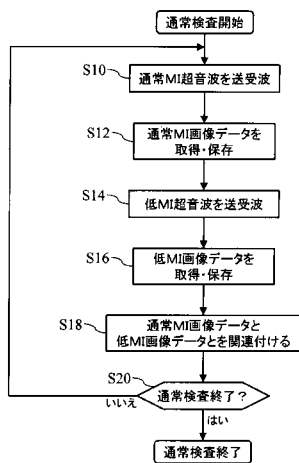 通常検査開始
S10
通常MI超音波を送受波
S12
通常MI画像データを
取得・保存
S14
低MI超音波を送受波
S16
低MI画像データを
取得・保存
S18
通常MI画像データと
低MI画像データとを関連付ける
S20
通常検査終了？
いいえ
はい
通常検査終了